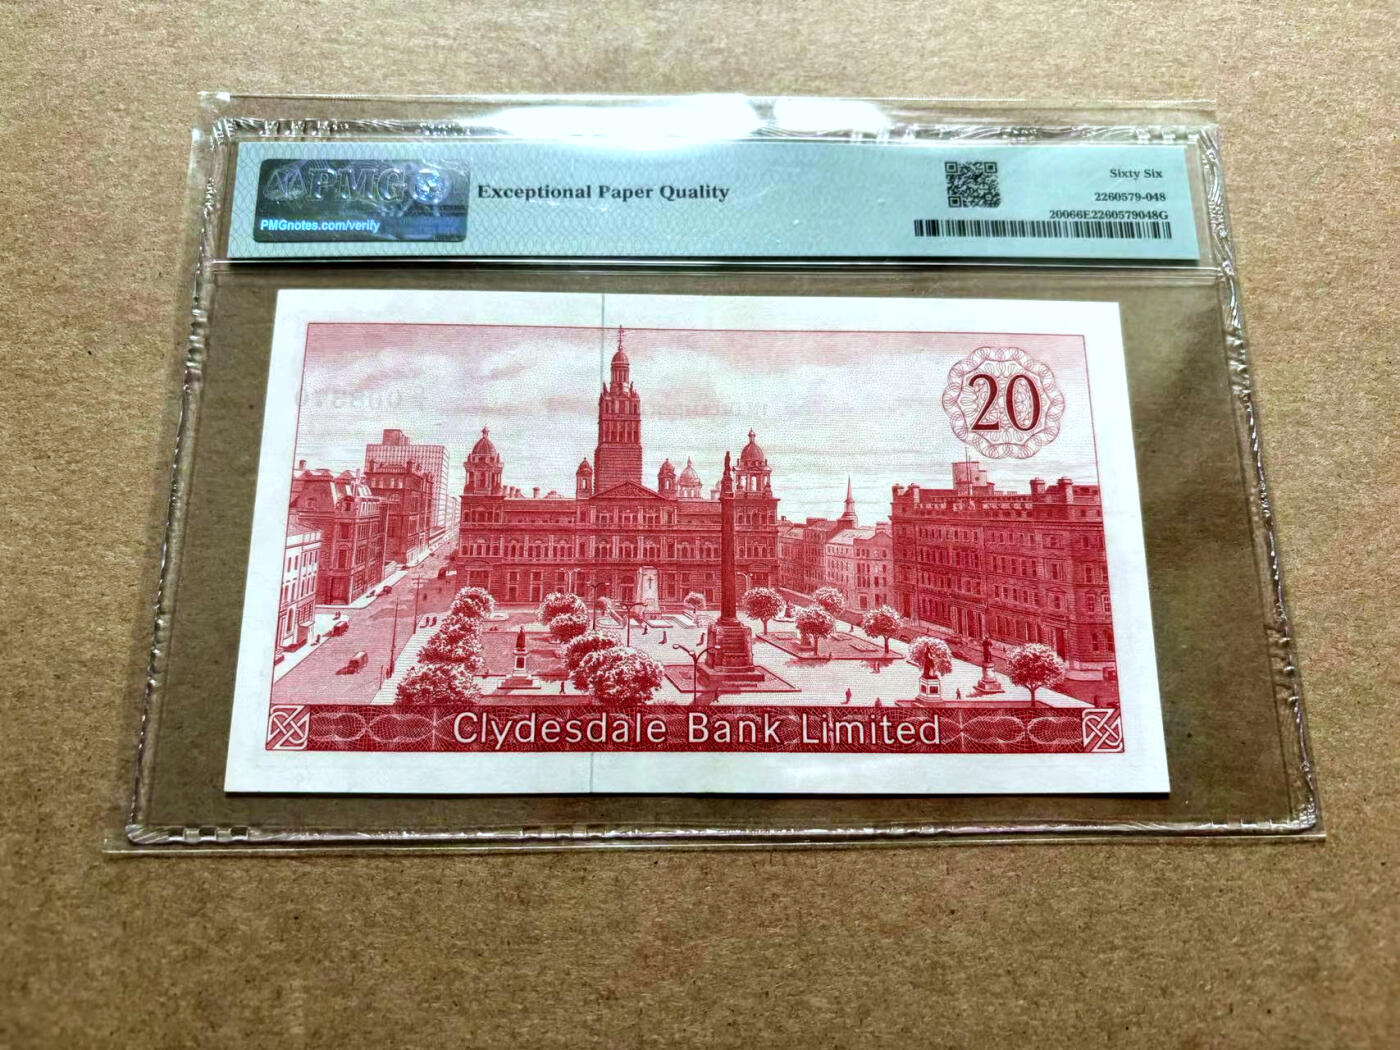 PMG
PMGnotes.com/verify
Exceptional Paper Quality
Sixty Six
2260579-048
20066E2260579048G
20
Clydesdale Bank Limited